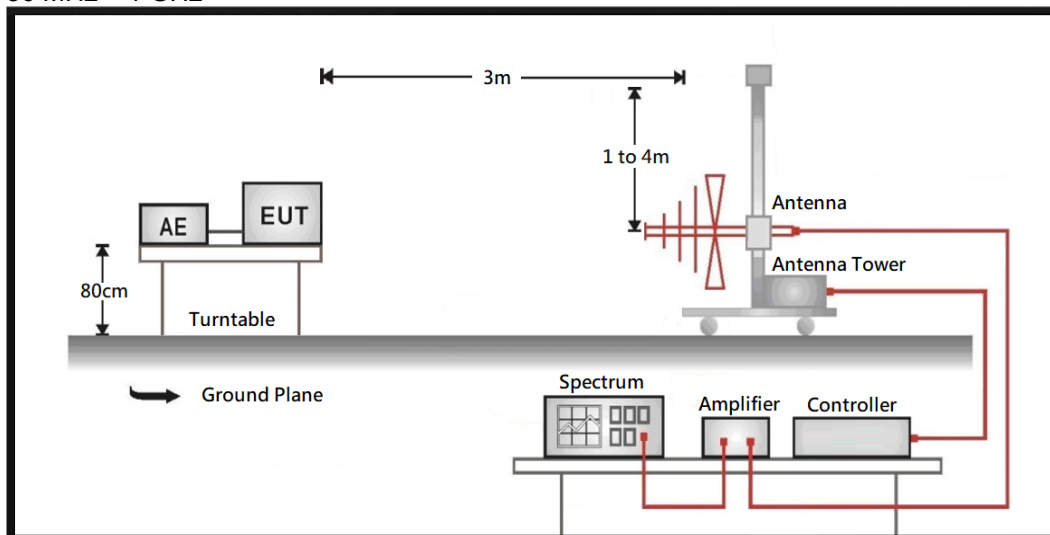 3m
1 to 4m
Antenna
AE
EUT
Antenna Tower
80cm
Turntable
Ground Plane
Spectrum
Amplifier
Controller